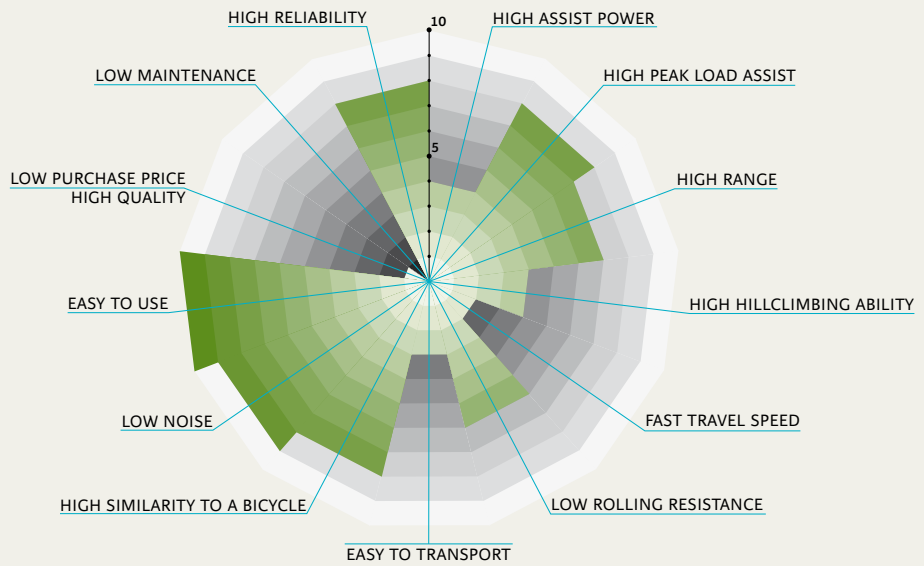 HIGH RELIABILITY
10
HIGH ASSIST POWER
LOW MAINTENANCE
HIGH PEAK LOAD ASSIST
5
LOW PURCHASE PRICE
HIGH QUALITY
HIGH RANGE
EASY TO USE
HIGH HILLCLIMBING ABILITY
LOW NOISE
FAST TRAVEL SPEED
HIGH SIMILARITY TO A BICYCLE
LOW ROLLING RESISTANCE
EASY TO TRANSPORT